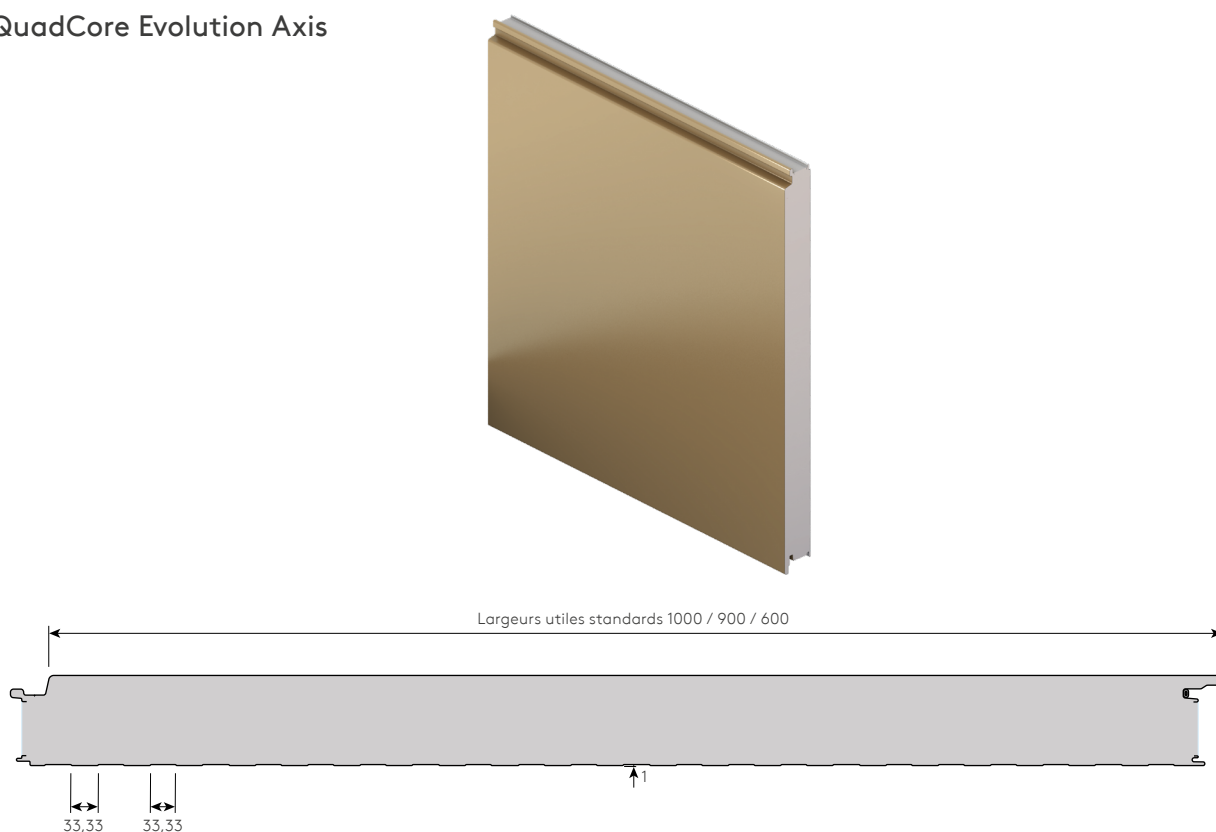 QuadCore Evolution Axis
Largeurs utiles standards 1000 / 900 / 600
1
33,33
33,33